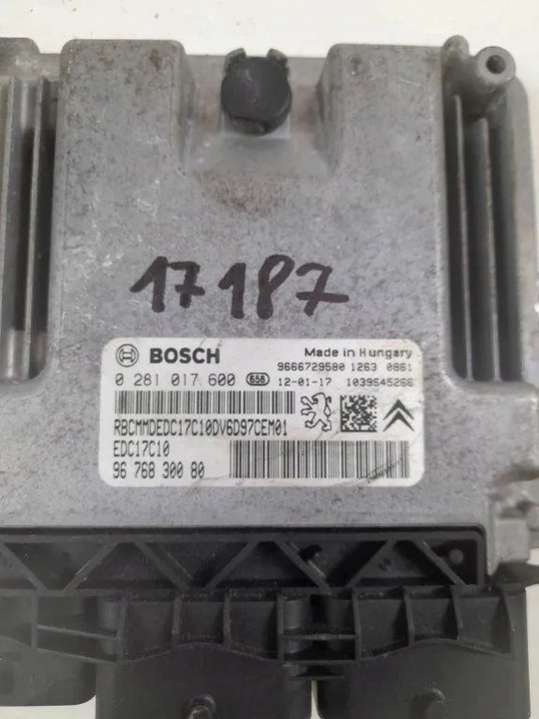 17187
BOSCH Made in Hungary
9666729580 1263 0861
0 281 017 600 656 12-01-17 1039S45266
RBCMMDEDC17C10DV6D97CEM01
EDC17C10
96 768 300 80